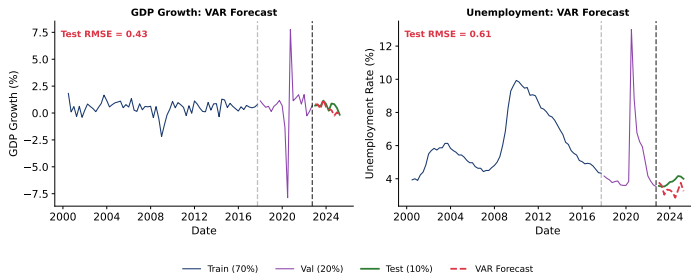 GDP Growth: VAR Forecast
Test RMSE = 0.43
GDP Growth (%)
7.5
5.0
2.5
0.0
−2.5
−5.0
−7.5
2000 2004 2008 2012 2016 2020 2024
Date
Unemployment: VAR Forecast
Test RMSE = 0.61
Unemployment Rate (%)
12
10
8
6
4
2000 2004 2008 2012 2016 2020 2024
Date
Train (70%) Val (20%) Test (10%) VAR Forecast